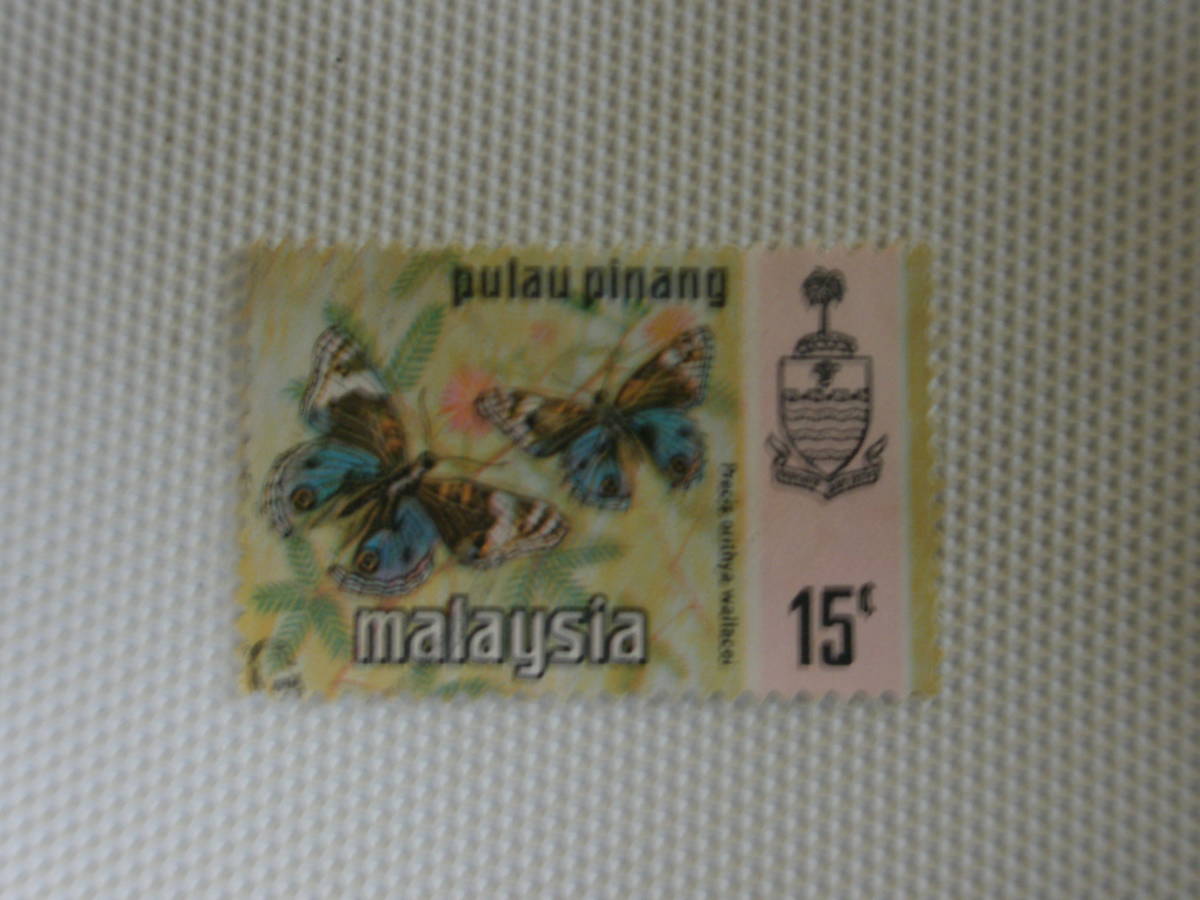 pulau pinang
malaysia
Precis orithya wallacei
15¢